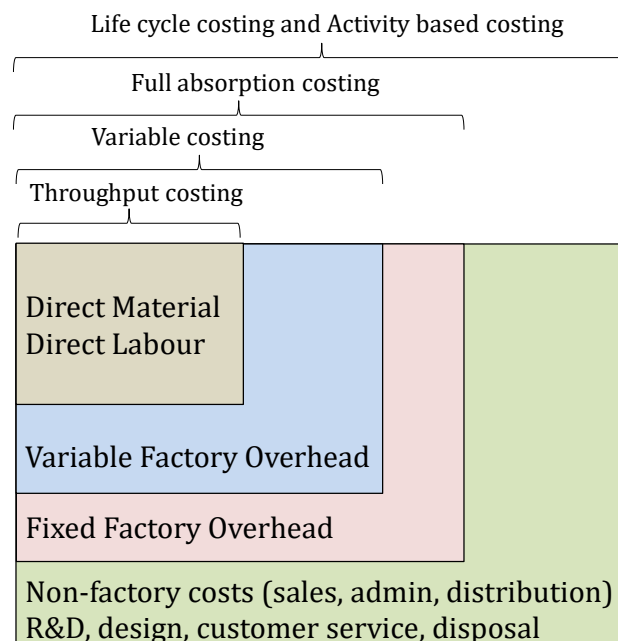 Life cycle costing and Activity based costing
Full absorption costing
Variable costing
Throughput costing
Direct Material
Direct Labour
Variable Factory Overhead
Fixed Factory Overhead
Non-factory costs (sales, admin, distribution)
R&D, design, customer service, disposal